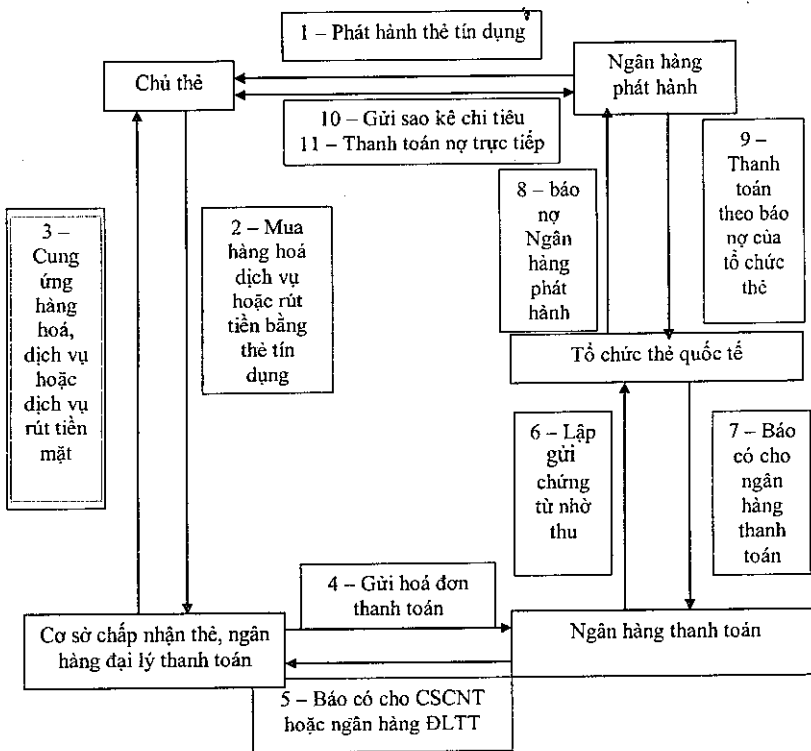 1 – Phát hành thẻ tín dụng
Chủ thẻ
Ngân hàng
phát hành
10 – Gửi sao kê chi tiêu
11 – Thanh toán nợ trực tiếp
3 –
Cung
ứng
hàng
hoá,
dịch vụ
hoặc
dịch vụ
rút tiền
mặt
2 – Mua
hàng hoá
dịch vụ
hoặc rút
tiền bằng
thẻ tín
dụng
8 – báo
nợ
Ngân
hàng
phát
hành
9 –
Thanh
toán
theo báo
nợ của
tổ chức
thẻ
Tổ chức thẻ quốc tế
6 – Lập
gửi
chứng
từ nhờ
thu
7 – Báo
có cho
ngân
hàng
thanh
toán
4 – Gửi hoá đơn
thanh toán
Cơ sở chấp nhận thẻ, ngân
hàng đại lý thanh toán
Ngân hàng thanh toán
5 – Báo có cho CSCNT
hoặc ngân hàng ĐLTT